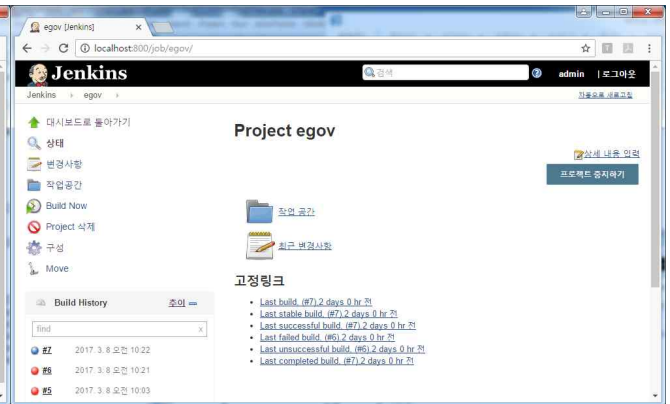 egov [Jenkins]
localhost:800/job/egov/
Jenkins
검색
admin
| 로그아웃
Jenkins
egov
자동으로 새로고침
대시보드로 돌아가기
상태
변경사항
작업공간
Build Now
Project 삭제
구성
Move
Project egov
상세 내용 입력
프로젝트 중지하기
작업 공간
최근 변경사항
고정링크
Last build, (#7),2 days 0 hr 전
Last stable build, (#7),2 days 0 hr 전
Last successful build, (#7),2 days 0 hr 전
Last failed build, (#6),2 days 0 hr 전
Last unsuccessful build, (#6),2 days 0 hr 전
Last completed build, (#7),2 days 0 hr 전
Build History
추이
find
x
#7 2017. 3. 8 오전 10:22
#6 2017. 3. 8 오전 10:21
#5 2017. 3. 8 오전 10:03